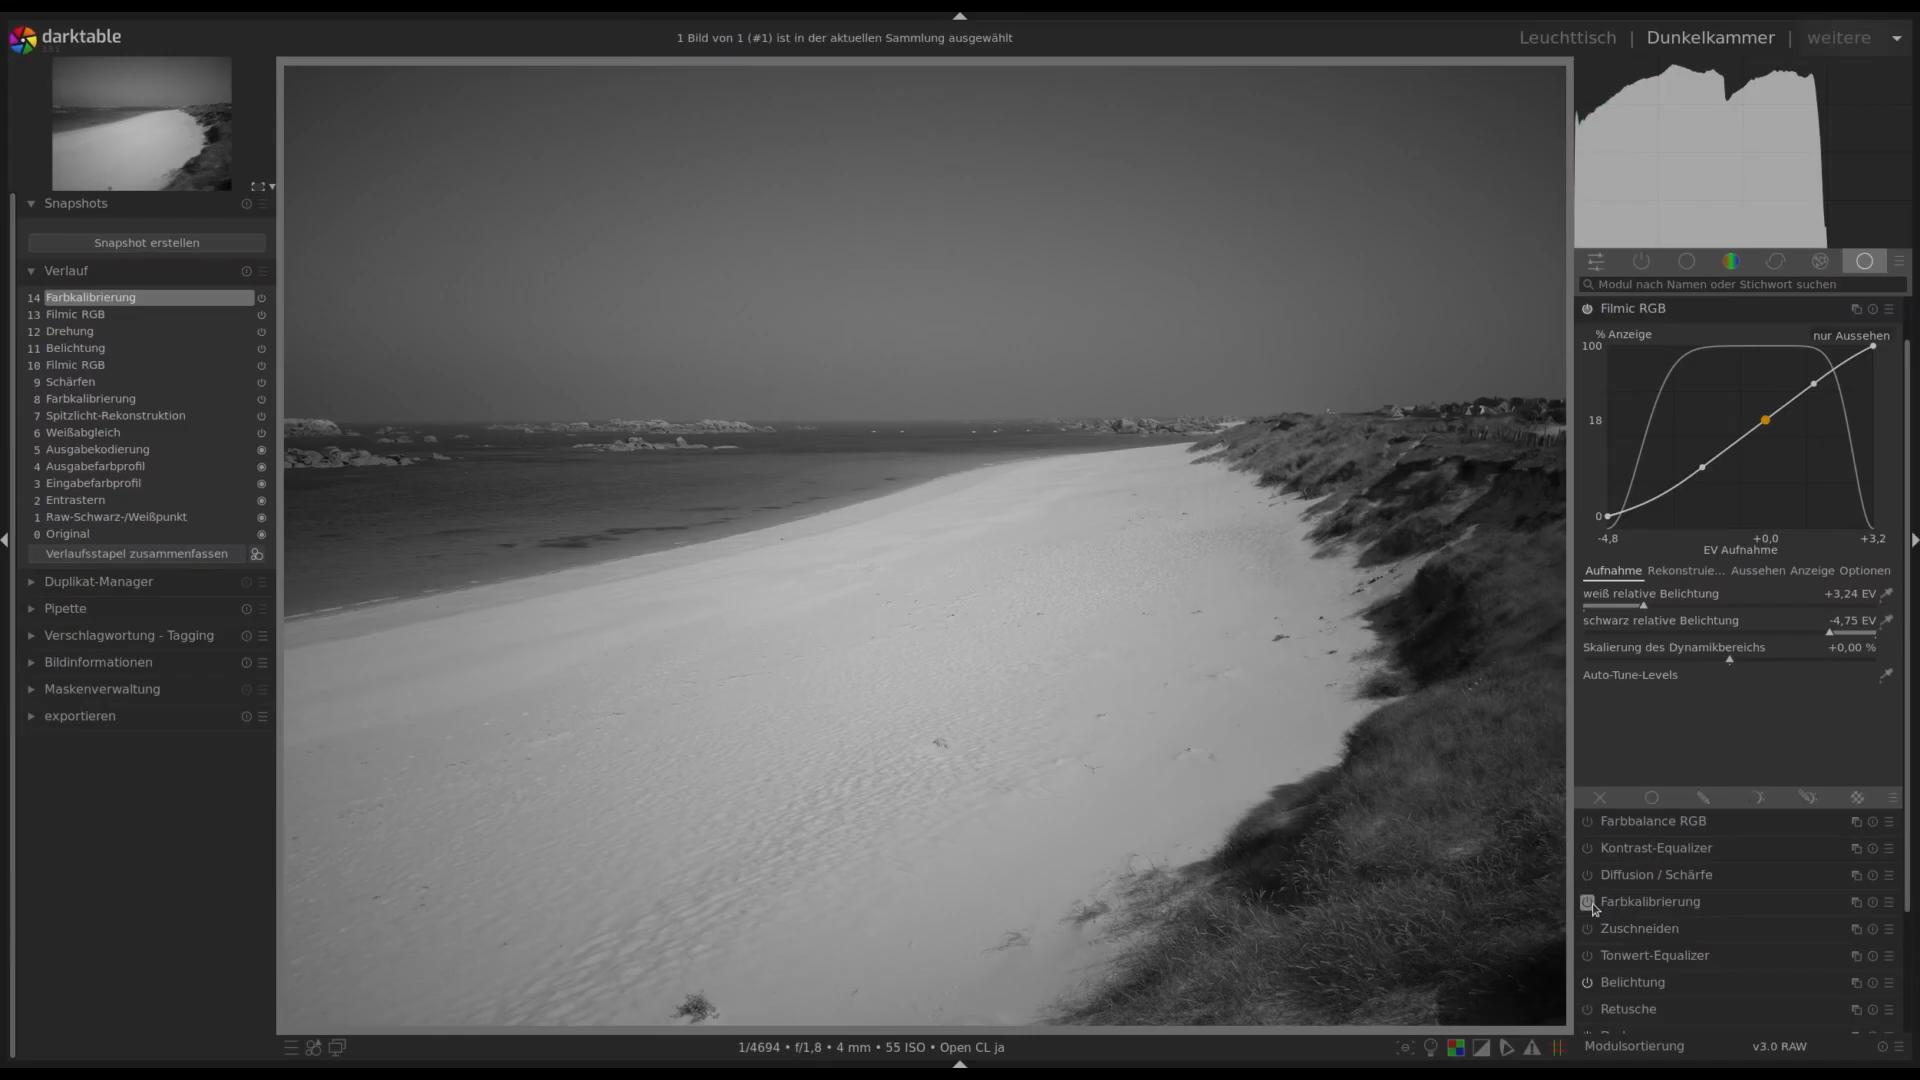 darktable
1 Bild von 1 (#1) ist in der aktuellen Sammlung ausgewählt
Leuchttisch | Dunkelkammer | weitere
Snapshots
Snapshot erstellen
Verlauf
14 Farbkalibrierung
13 Filmic RGB
12 Drehung
11 Belichtung
10 Filmic RGB
9 Schärfen
8 Farbkalibrierung
7 Spitzlicht-Rekonstruktion
6 Weißabgleich
5 Ausgabekodierung
4 Ausgabefarbprofil
3 Eingabefarbprofil
2 Entrastern
1 Raw-Schwarz-/Weißpunkt
0 Original
Verlaufsstapel zusammenfassen
Duplikat-Manager
Pipette
Verschlagwortung - Tagging
Bildinformationen
Maskenverwaltung
exportieren
1/4694 • f/1,8 • 4 mm • 55 ISO • Open CL ja
Modul nach Namen oder Stichwort suchen
Filmic RGB
% Anzeige
nur Aussehen
100
18
0
-4,8 +0,0 +3,2
EV Aufnahme
Aufnahme Rekonstruie... Aussehen Anzeige Optionen
weiß relative Belichtung +3,24 EV
schwarz relative Belichtung -4,75 EV
Skalierung des Dynamikbereichs +0,00 %
Auto-Tune-Levels
Farbbalance RGB
Kontrast-Equalizer
Diffusion / Schärfe
Farbkalibrierung
Zuschneiden
Tonwert-Equalizer
Belichtung
Retusche
Modulsortierung v3.0 RAW